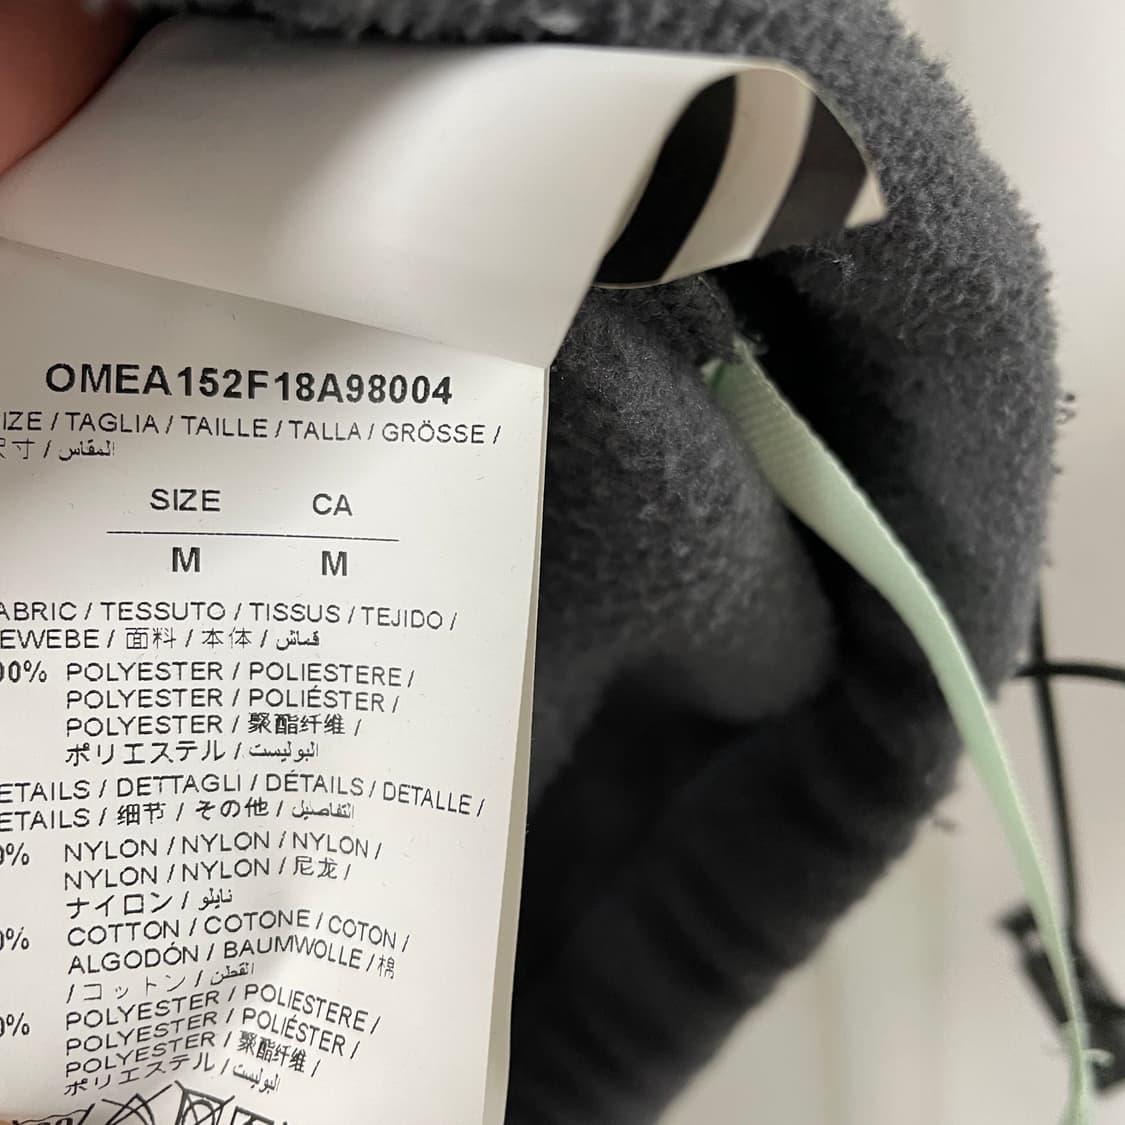 OMEA152F18A98004
IZE / TAGLIA / TAILLE / TALLA / GRÖSSE /
尺寸 / المقاس
SIZE CA
M M
ABRIC / TESSUTO / TISSUS / TEJIDO /
EWEBE / 面料 / 本体 / قماش
00% POLYESTER / POLIESTERE /
POLYESTER / POLIÉSTER /
POLYESTER / 聚酯纤维 /
ポリエステル / البوليست
ETAILS / DETTAGLI / DÉTAILS / DETALLE /
ETAILS / 细节 / その他 / التفاصيل
0% NYLON / NYLON / NYLON /
NYLON / NYLON / 尼龙 /
ナイロン / نايلو
0% COTTON / COTONE / COTON /
ALGODÓN / BAUMWOLLE / 棉
/ コットン / القطن
0% POLYESTER / POLIESTERE /
POLYESTER / POLIÉSTER /
POLYESTER / 聚酯纤维 /
ポリエステル / البوليست